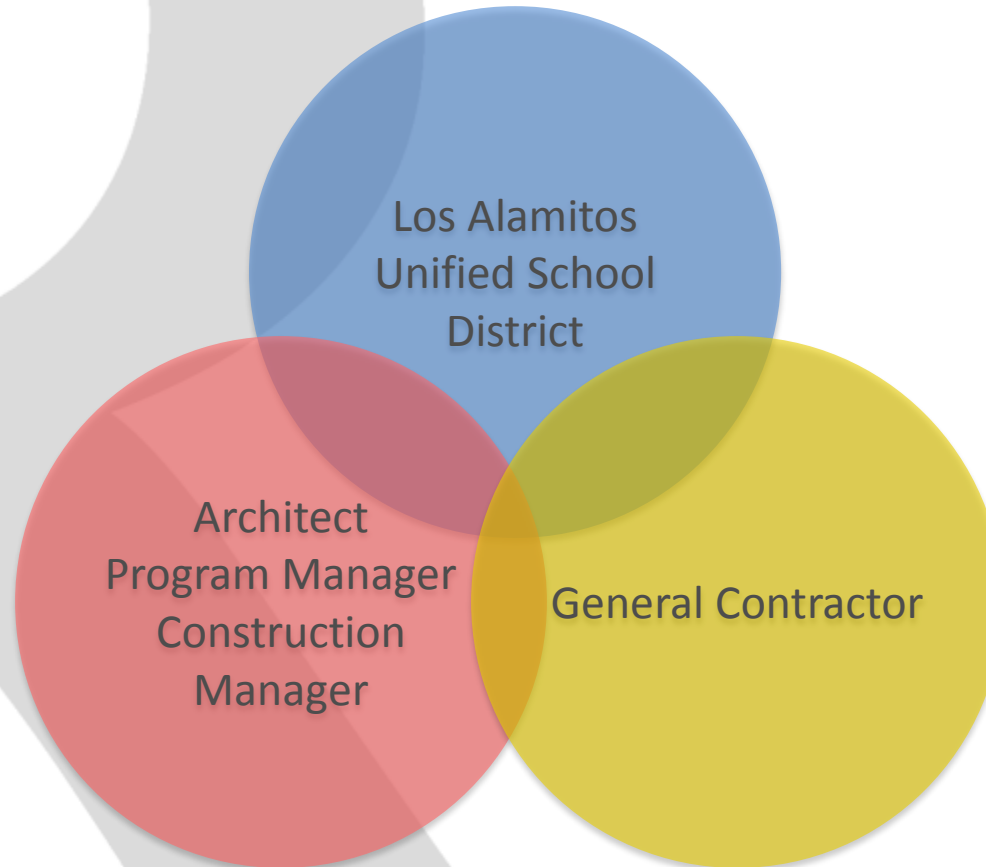 Los Alamitos
Unified School
District
Architect
Program Manager
Construction
Manager
General Contractor